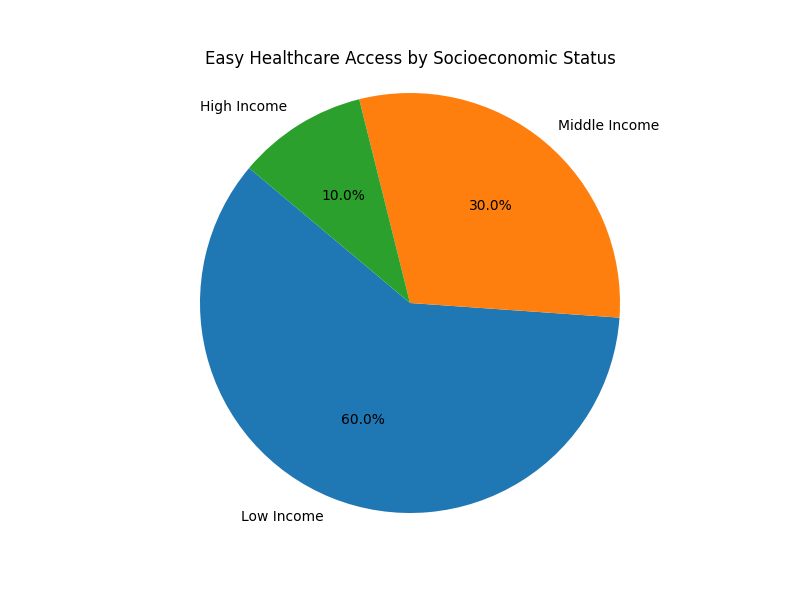 Easy Healthcare Access by Socioeconomic Status
High Income
Middle Income
10.0%
30.0%
60.0%
Low Income